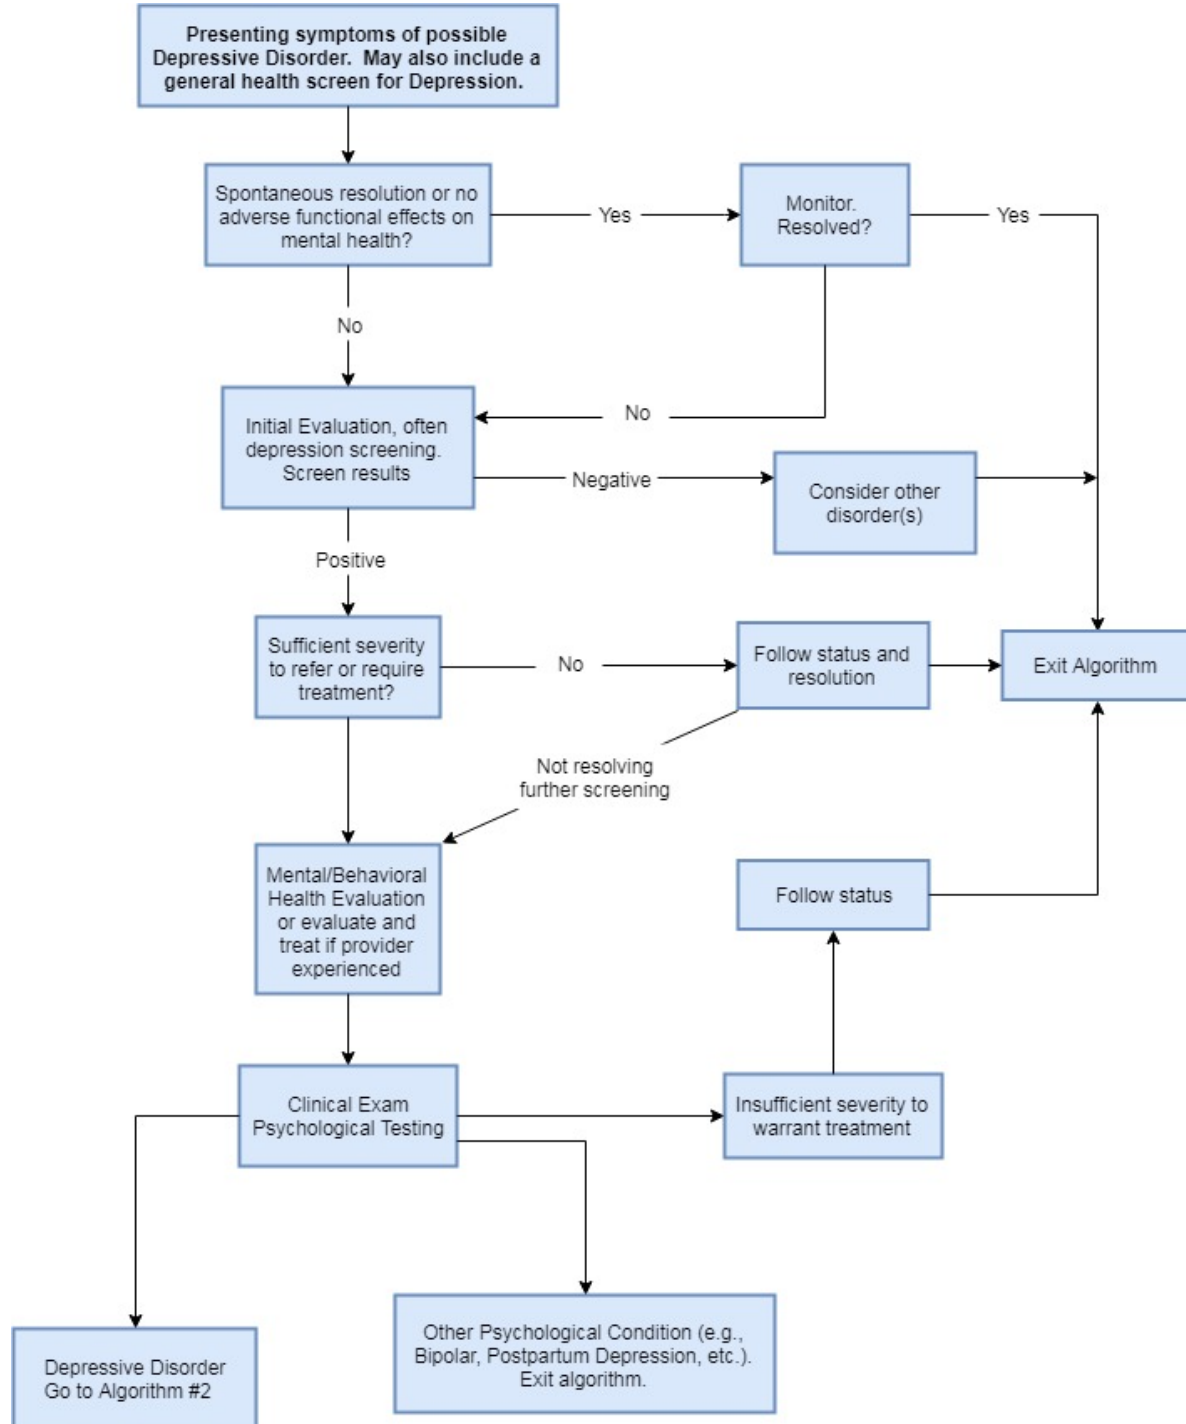 Presenting symptoms of possible
Depressive Disorder. May also include a
general health screen for Depression.
Spontaneous resolution or no
adverse functional effects on
mental health?
Yes
Monitor.
Resolved?
Yes
No
No
Initial Evaluation, often
depression screening.
Screen results
Negative
Consider other
disorder(s)
Positive
Sufficient severity
to refer or require
treatment?
No
Follow status and
resolution
Exit Algorithm
Not resolving
further screening
Mental/Behavioral
Health Evaluation
or evaluate and
treat if provider
experienced
Follow status
Clinical Exam
Psychological Testing
Insufficient severity to
warrant treatment
Depressive Disorder
Go to Algorithm #2
Other Psychological Condition (e.g.,
Bipolar, Postpartum Depression, etc.).
Exit algorithm.